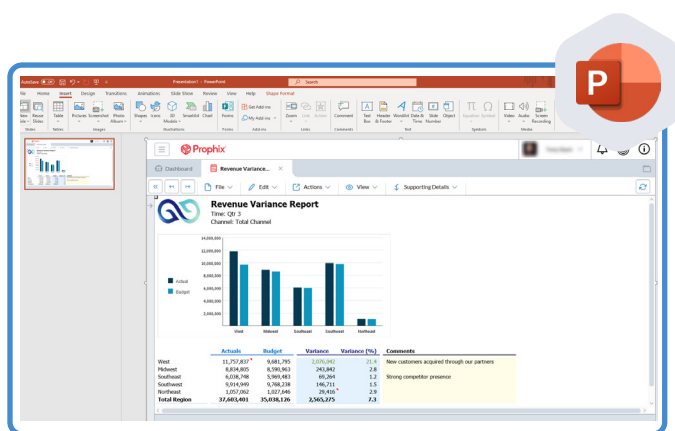 P
AutoSave Presentation1 - PowerPoint Search
File Home Insert Design Transitions Animations Slide Show Review View Help Shape Format
New Slide Reuse Slides Table Pictures Screenshot Photo Album Shapes Icons 3D Models SmartArt Chart Forms Get Add-ins My Add-ins Zoom Link Action Comment Text Box Header & Footer WordArt Date & Time Slide Number Object Equation Symbol Video Audio Screen Recording
Slides Tables Images Illustrations Forms Add-ins Links Comments Text Symbols Media
Prophix
Dashboard Revenue Variance...
File Edit Actions View Supporting Details
Revenue Variance Report
Time: Qtr 3
Channel: Total Channel
14,000,000
12,000,000
10,000,000
8,000,000
6,000,000
4,000,000
2,000,000
Actual
Budget
West Midwest Southeast Southwest Northeast
Actuals Budget Variance Variance (%) Comments
West 11,757,837 9,681,795 2,076,042 21.4 New customers acquired through our partners
Midwest 8,834,805 8,590,963 243,842 2.8
Southeast 6,038,748 5,969,483 69,264 1.2 Strong competitor presence
Southwest 9,914,949 9,768,238 146,711 1.5
Northeast 1,057,062 1,027,646 29,416 2.9
Total Region 37,603,401 35,038,126 2,565,275 7.3